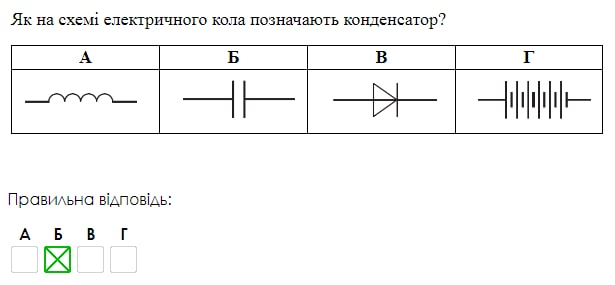 Як на схемі електричного кола позначають конденсатор?
А Б В Г
Правильна відповідь:
А Б В Г